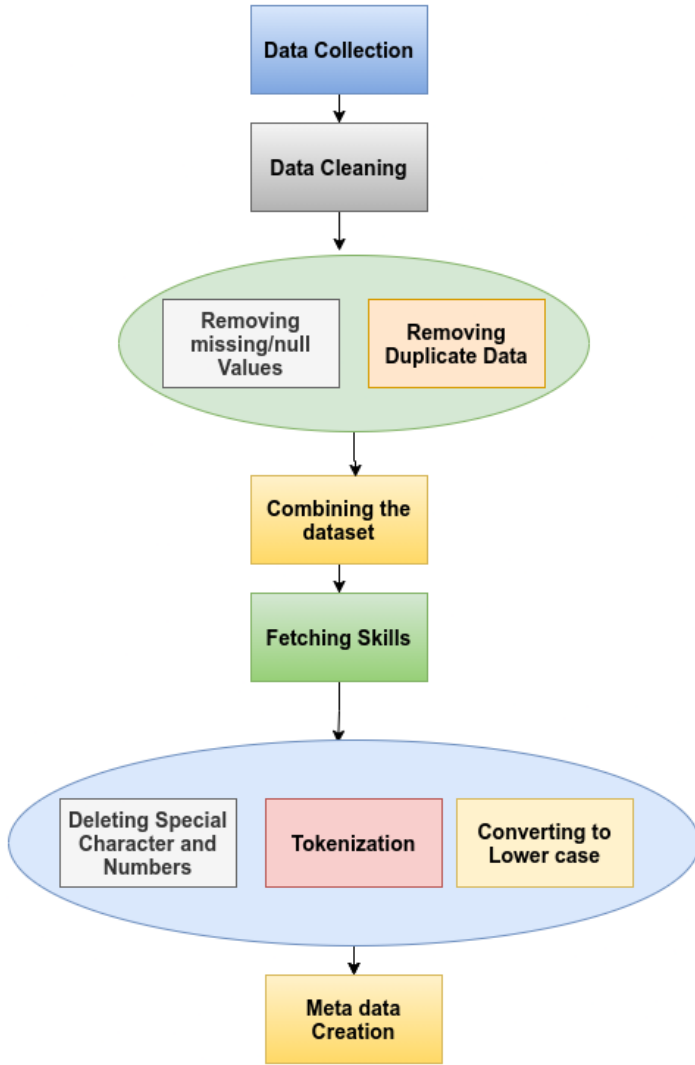 Data Collection
Data Cleaning
Removing
missing/null
Values
Removing
Duplicate Data
Combining the
dataset
Fetching Skills
Deleting Special
Character and
Numbers
Tokenization
Converting to
Lower case
Meta data
Creation